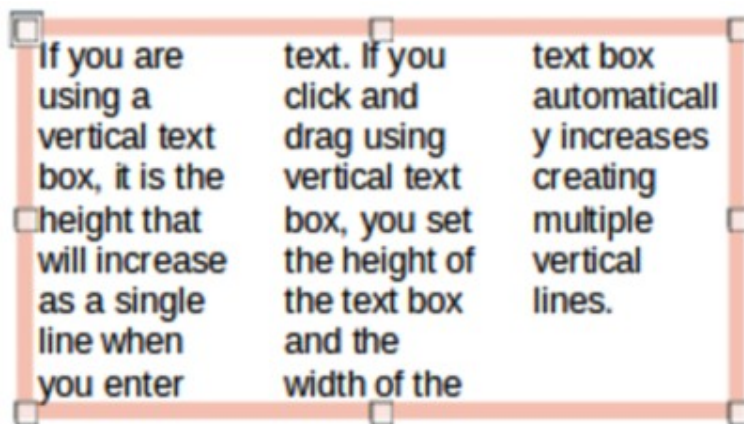 If you are
using a
vertical text
box, it is the
height that
will increase
as a single
line when
you enter
text. If you
click and
drag using
vertical text
box, you set
the height of
the text box
and the
width of the
text box
automaticall
y increases
creating
multiple
vertical
lines.